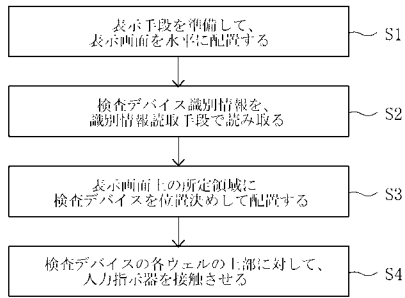 表示手段を準備して、
表示画面を水平に配置する
S1
検査デバイス識別情報を、
識別情報読取手段で読み取る
S2
表示画面上の所定領域に
検査デバイスを位置決めして配置する
S3
検査デバイスの各ウェルの上部に対して、
入力指示器を接触させる
S4